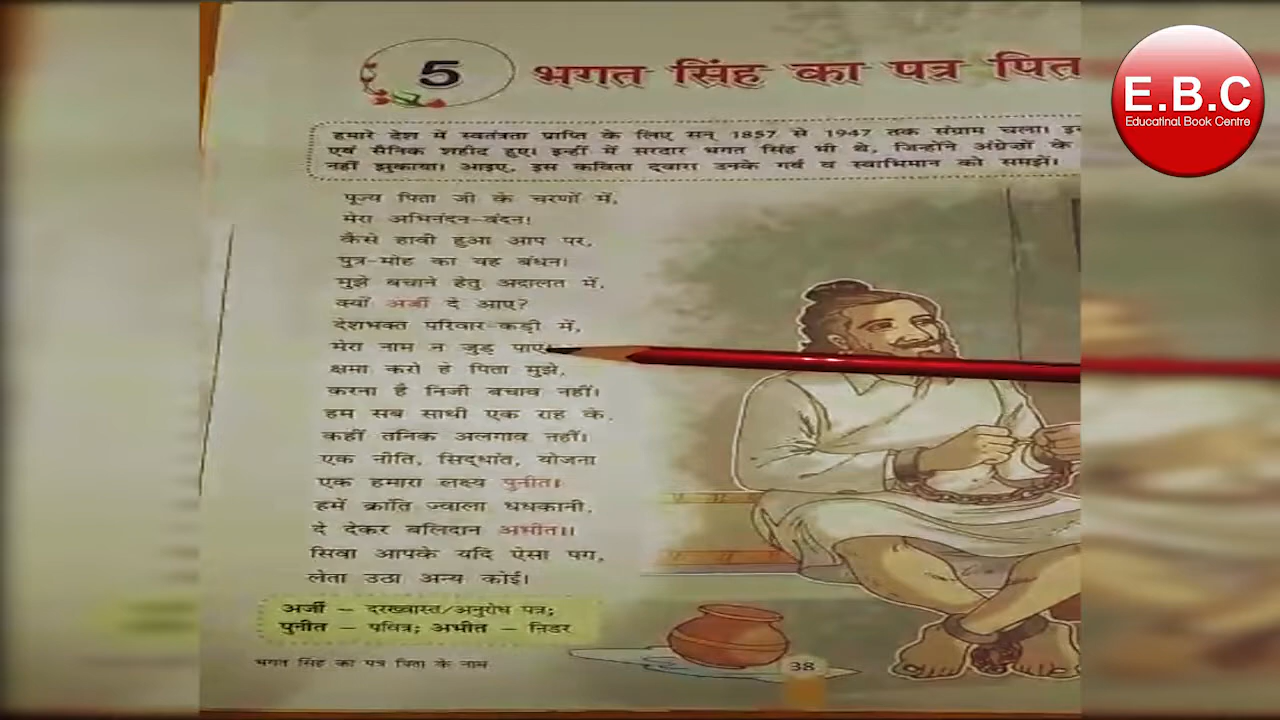 5 भगत सिंह का पत्र पित
हमारे देश में स्वतंत्रता प्राप्ति के लिए सन् 1857 से 1947 तक संग्राम चला।
एवं सैनिक शहीद हुए। इन्हीं में सरदार भगत सिंह भी थे, जिन्होंने अंग्रेज़ों के
नहीं झुकाया। आइए, इस कविता द्वारा उनके गर्व व स्वाभिमान को समझें।
पूज्य पिता जी के चरणों में,
मेरा अभिनंदन-वंदन।
कैसे हावी हुआ आप पर,
पुत्र-मोह का यह बंधन।
मुझे बचाने हेतु अदालत में,
क्यों अर्जी दे आए?
देशभक्त परिवार-कड़ी में,
मेरा नाम न जुड़ पाए।
क्षमा करो हे पिता मुझे,
करना है निजी बचाव नहीं।
हम सब साथी एक राह के,
कहीं तनिक अलगाव नहीं।
एक नीति, सिद्धांत, योजना
एक हमारा लक्ष्य पुनीत।
हमें क्रांति ज्वाला धधकानी,
दे देकर बलिदान अभीत।।
सिवा आपके यदि ऐसा पग,
लेता उठा अन्य कोई।
अर्जी – दरख्वास्त/अनुरोध पत्र;
पुनीत – पवित्र; अभीत – निडर
भगत सिंह का पत्र पिता के नाम
38
E.B.C
Educatinal Book Centre